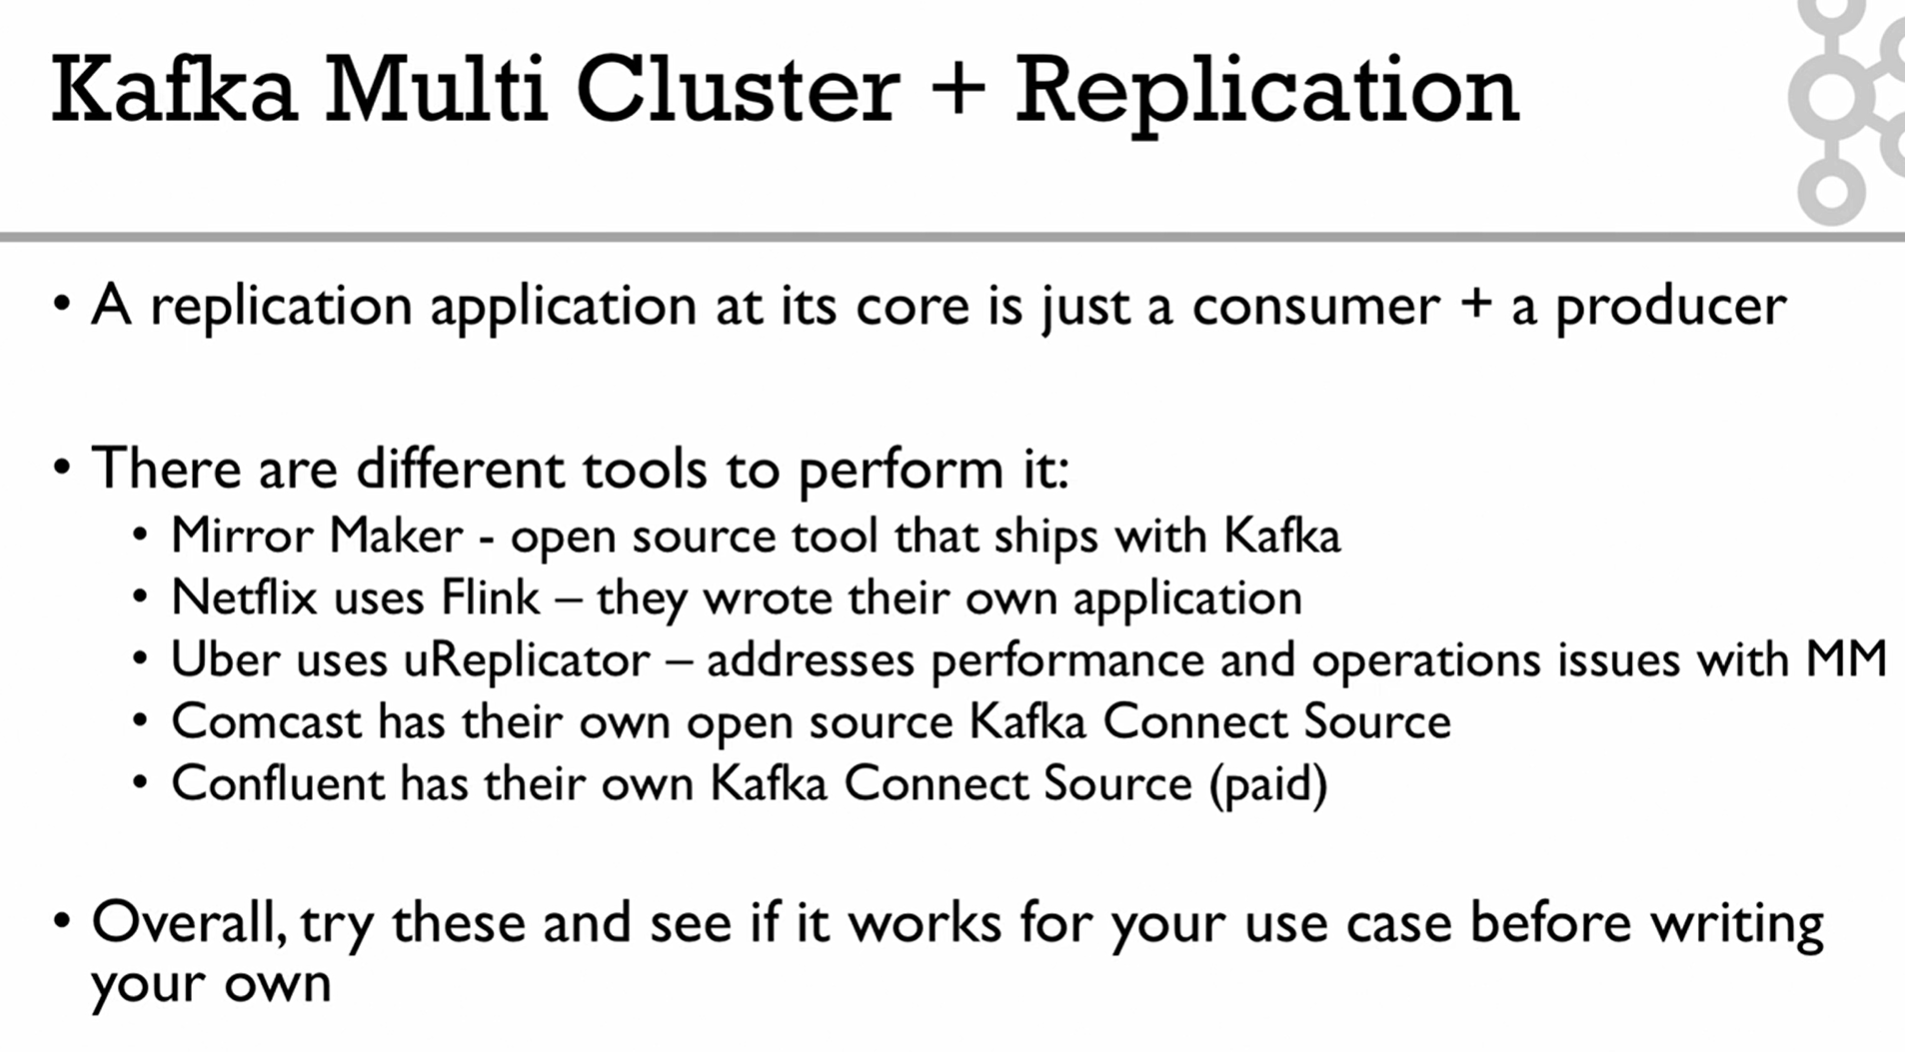 Kafka Multi Cluster + Replication
• A replication application at its core is just a consumer + a producer
• There are different tools to perform it:
• Mirror Maker - open source tool that ships with Kafka
• Netflix uses Flink – they wrote their own application
• Uber uses uReplicator – addresses performance and operations issues with MM
• Comcast has their own open source Kafka Connect Source
• Confluent has their own Kafka Connect Source (paid)
• Overall, try these and see if it works for your use case before writing
your own